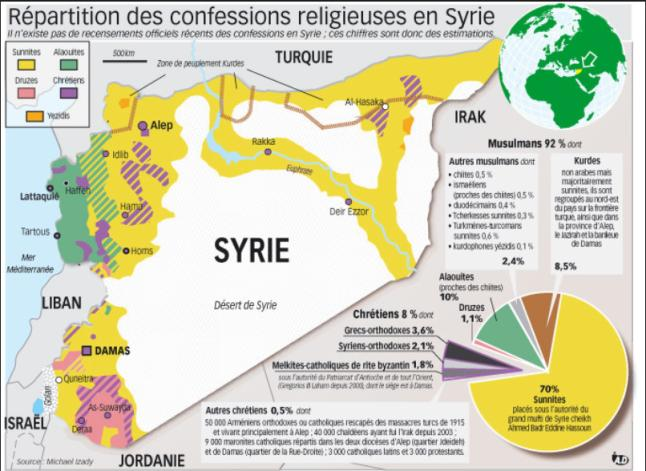 Répartition des confessions religieuses en Syrie
Il n'existe pas de recensements officiels récents des confessions en Syrie ; ces chiffres sont donc des estimations.
Sunnites
Alaouites
Druzes
Chrétiens
Yezidis
500km
Zone de peuplement Kurdes
TURQUIE
Al-Hasaka
IRAK
Alep
Idlib
Rakka
Euphrate
Lattaquié
Haffeh
Hama
Deir Ezzor
Tartous
Homs
SYRIE
Mer
Méditerranée
Désert de Syrie
LIBAN
DAMAS
Quneitra
Golan
As-Suwayda
Deraa
ISRAËL
JORDANIE
Source : Michael Izady
Musulmans 92 % dont
Autres musulmans dont
• chiites 0,5 %
• ismaéliens
(proches des chiites) 0,5 %
• duodécimains 0,4 %
• Tcherkesses sunnites 0,3 %
• Turkmènes-turcomans
sunnites 0,6 %
• kurdophones yézidis 0,1 %
2,4%
Kurdes
non arabes mais
majoritairement
sunnites, ils sont
regroupés au nord-est
du pays sur la frontière
turque, ainsi que dans
la province d'Alep,
le Jazirah et la banlieue
de Damas
8,5%
Alaouites
(proches des chiites)
10%
Druzes
1,1%
Chrétiens 8 % dont
Grecs-orthodoxes 3,6%
Syriens-orthodoxes 2,1%
Melkites-catholiques de rite byzantin 1,8%
sous l'autorité du Patriarcat d'Antioche et de tout l'Orient,
(Grégorios III Laham depuis 2000), dont le siège est à Damas.
70%
Sunnites
placés sous l'autorité du
grand mufti de Syrie cheikh
Ahmed Badr Eddine Hassoun
Autres chrétiens 0,5% dont
50 000 Arméniens orthodoxes ou catholiques rescapés des massacres turcs de 1915
et vivant principalement à Alep ; 40 000 chaldéens ayant fui l'Irak depuis 2003 ;
9 000 maronites catholiques répartis dans les deux diocèses d'Alep (quartier Jdeideh)
et de Damas (quartier de la Rue-Droite) ; 3 000 catholiques latins et 3 000 protestants.